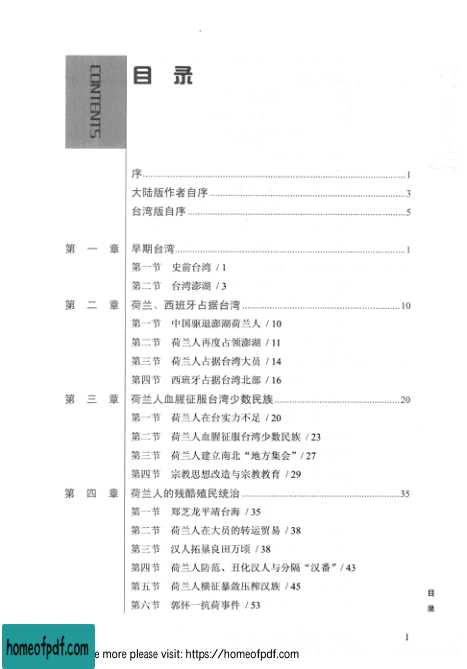 CONTENTS
目 录
序 1
大陆版作者自序 3
台湾版自序 5
第 一 章 早期台湾 1
第一节 史前台湾 / 1
第二节 台湾澎湖 / 3
第 二 章 荷兰、西班牙占据台湾 10
第一节 中国驱退澎湖荷兰人 / 10
第二节 荷兰人再度占领澎湖 / 11
第三节 荷兰人占据台湾大员 / 14
第四节 西班牙占据台湾北部 / 16
第 三 章 荷兰人血腥征服台湾少数民族 20
第一节 荷兰人在台实力不足 / 20
第二节 荷兰人血腥征服台湾少数民族 / 23
第三节 荷兰人建立南北“地方集会” / 27
第四节 宗教思想改造与宗教教育 / 29
第 四 章 荷兰人的残酷殖民统治 35
第一节 郑芝龙平靖台海 / 35
第二节 荷兰人在大员的转运贸易 / 38
第三节 汉人拓垦良田万顷 / 38
第四节 荷兰人防范、丑化汉人与分隔“汉番” / 43
第五节 荷兰人横征暴敛压榨汉族 / 45
第六节 郭怀一抗荷事件 / 53
目 录
1
homeofpdf.com
e more please visit: https://homeofpdf.com